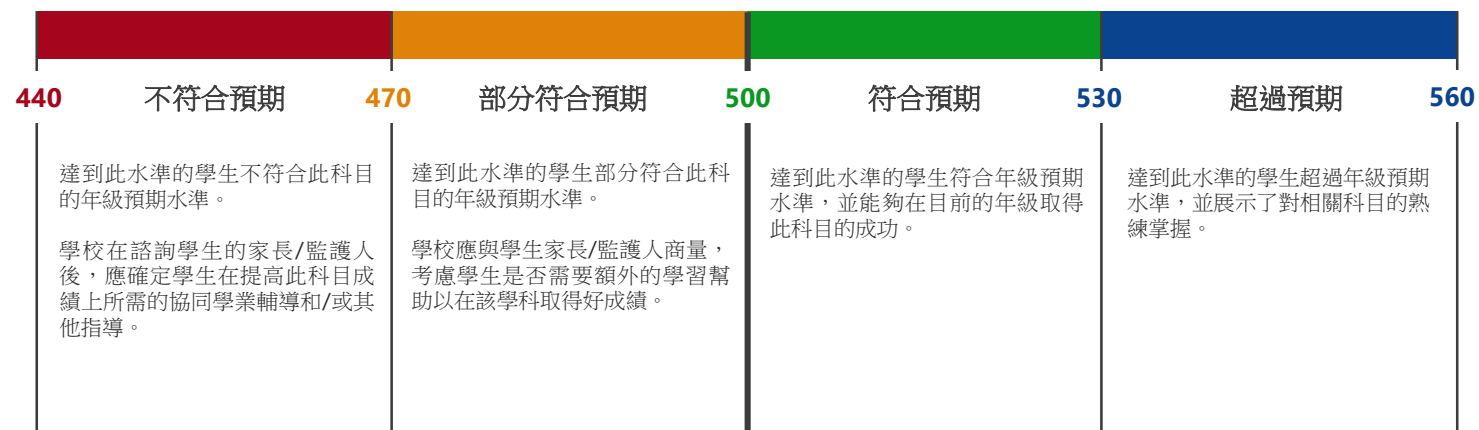 440 不符合預期 470 部分符合預期 500 符合預期 530 超過預期 560
達到此水準的學生不符合此科目
的年級預期水準。
學校在諮詢學生的家長/監護人
後，應確定學生在提高此科目成
績上所需的協同學業輔導和/或其
他指導。
達到此水準的學生部分符合此科
目的年級預期水準。
學校應與學生家長/監護人商量，
考慮學生是否需要額外的學習幫
助以在該學科取得好成績。
達到此水準的學生符合年級預期
水準，並能夠在目前的年級取得
此科目的成功。
達到此水準的學生超過年級預期
水準，並展示了對相關科目的熟
練掌握。